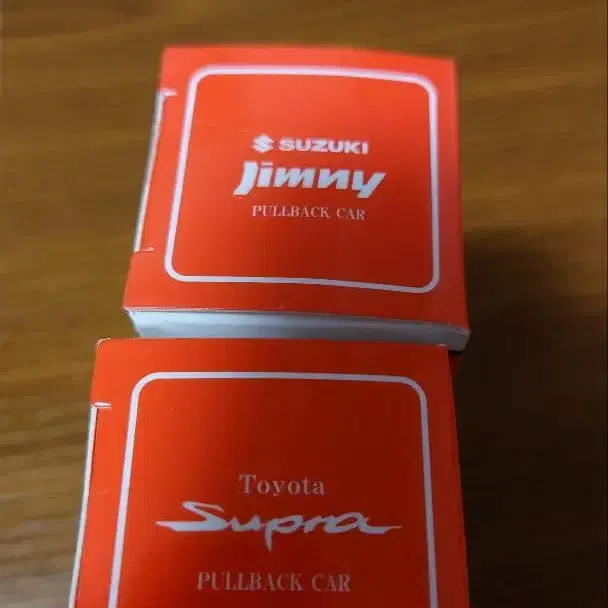 SUZUKI
Jimny
PULLBACK CAR
Toyota
Supra
PULLBACK CAR